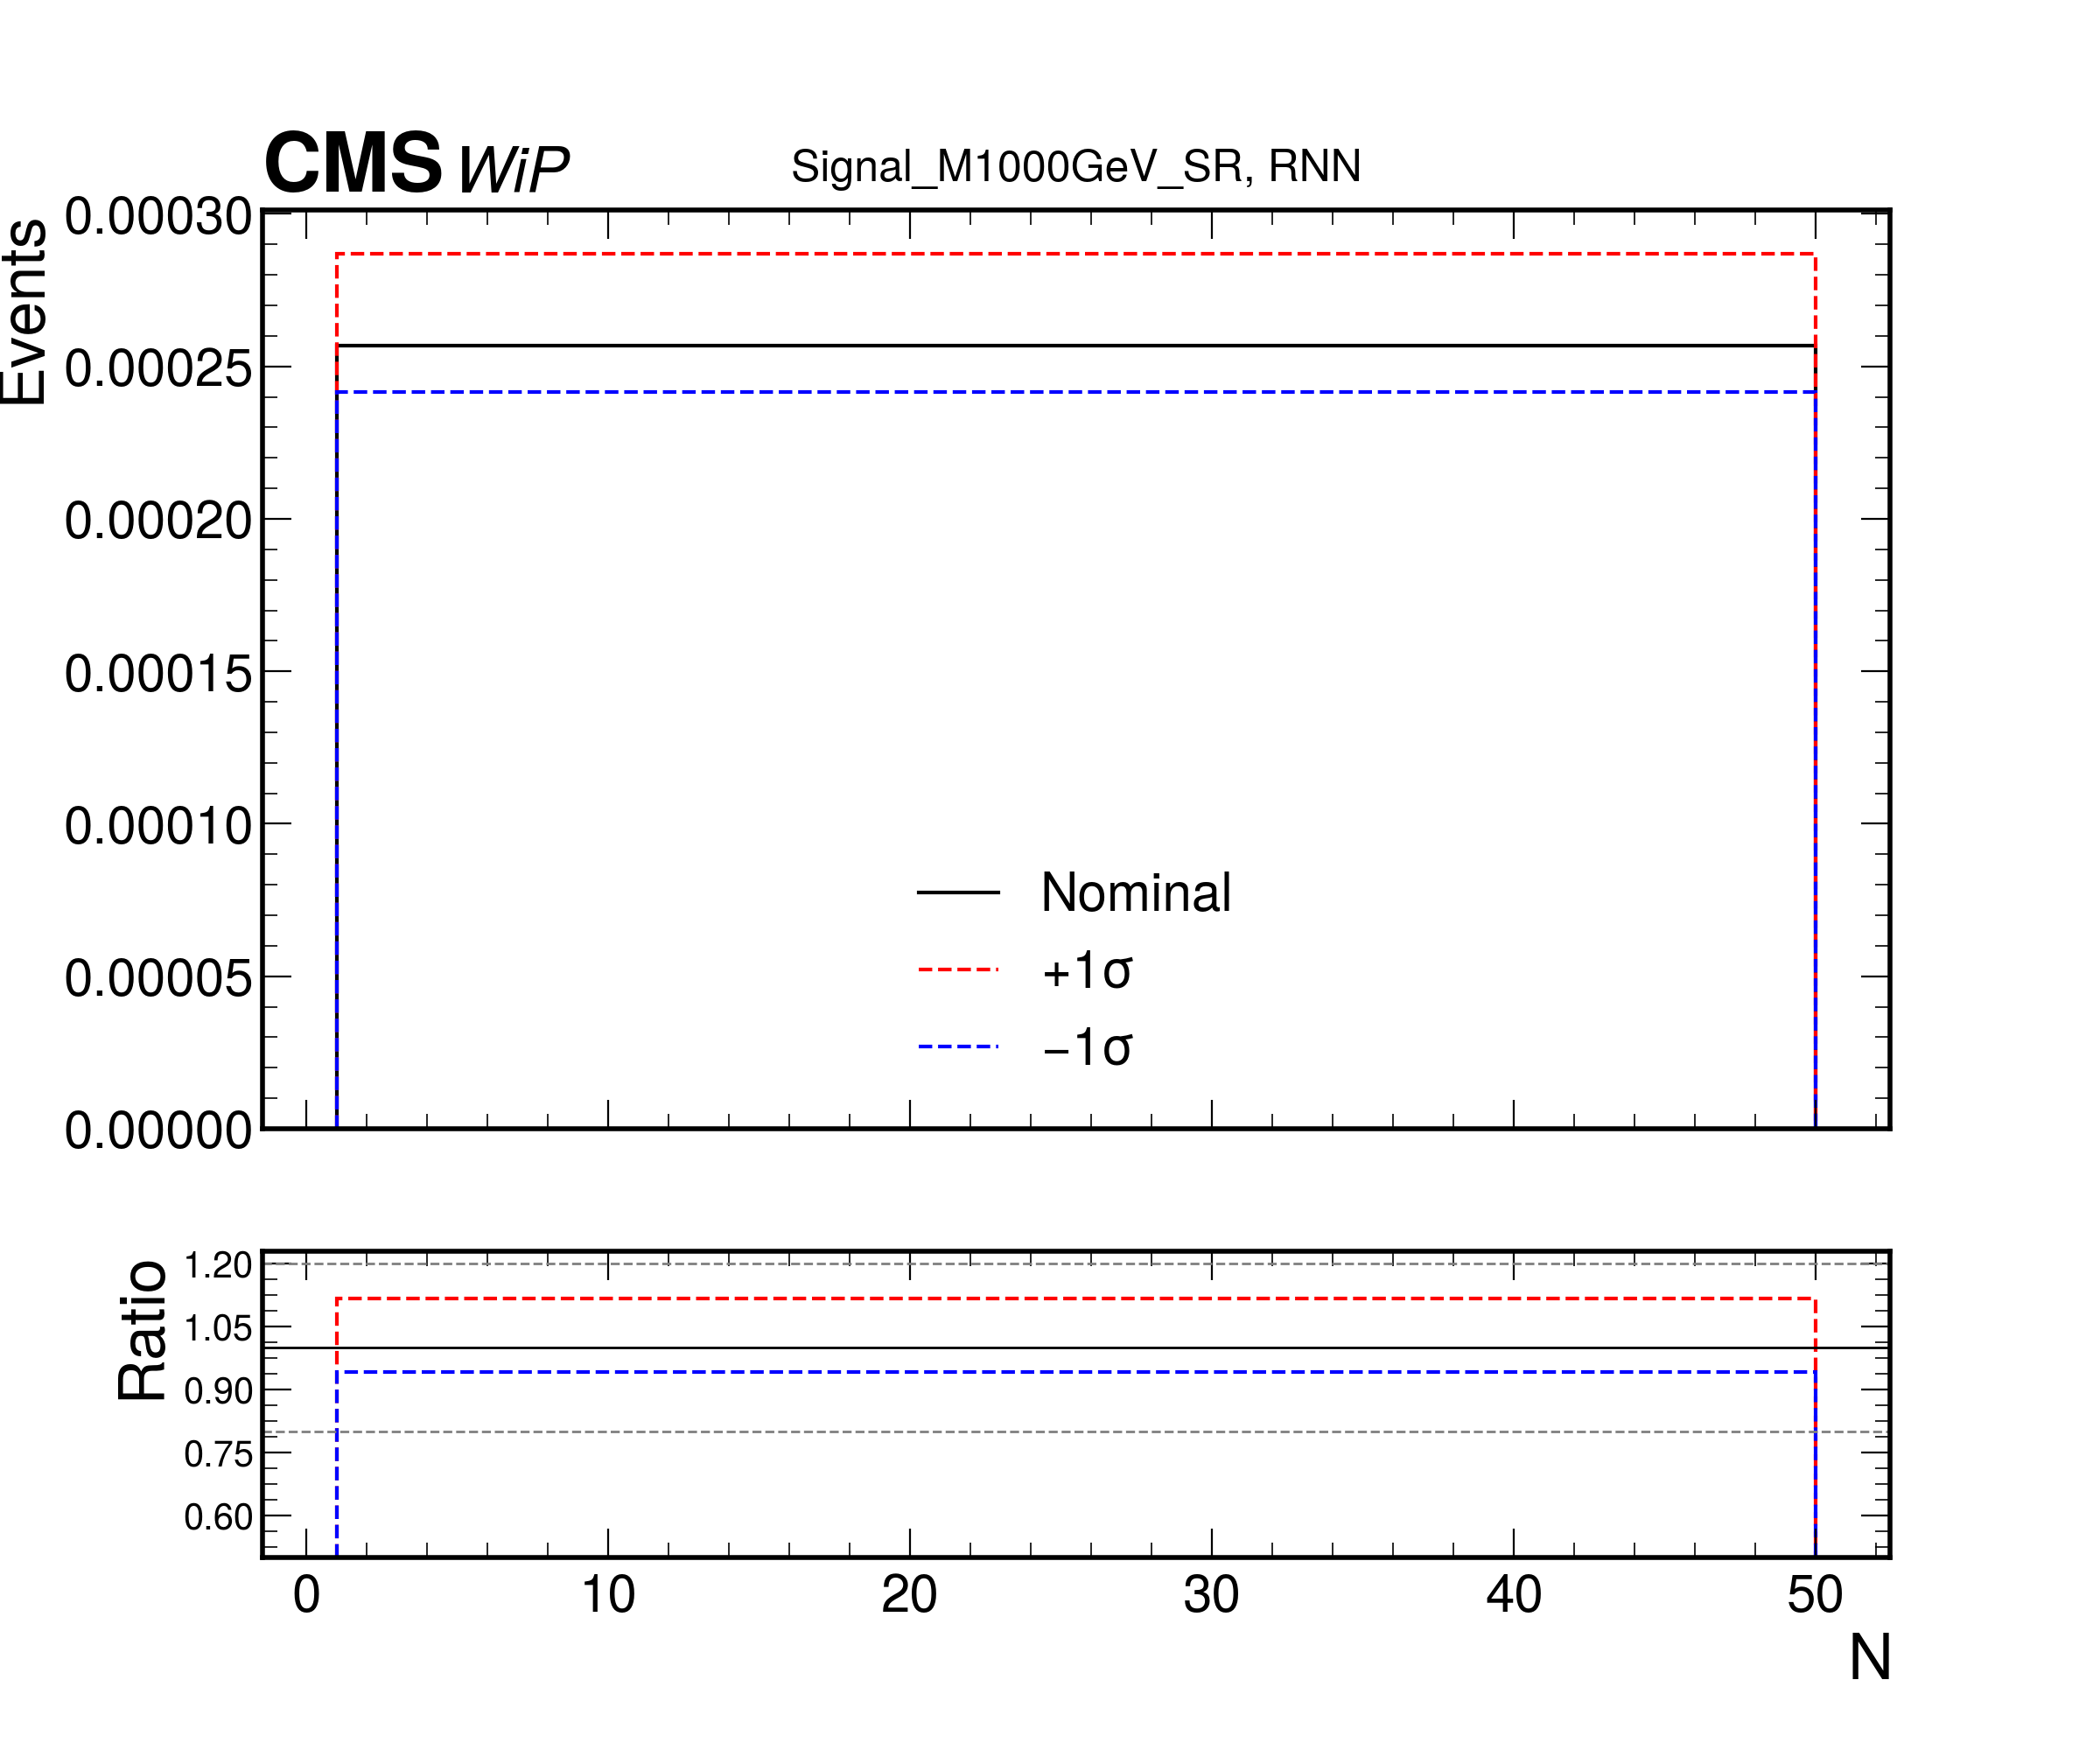 CMS WiP
Signal_M1000GeV_SR, RNN
Events
0.00030
0.00025
0.00020
0.00015
0.00010
0.00005
0.00000
Nominal
+1σ
−1σ
Ratio
1.20
1.05
0.90
0.75
0.60
0 10 20 30 40 50
N